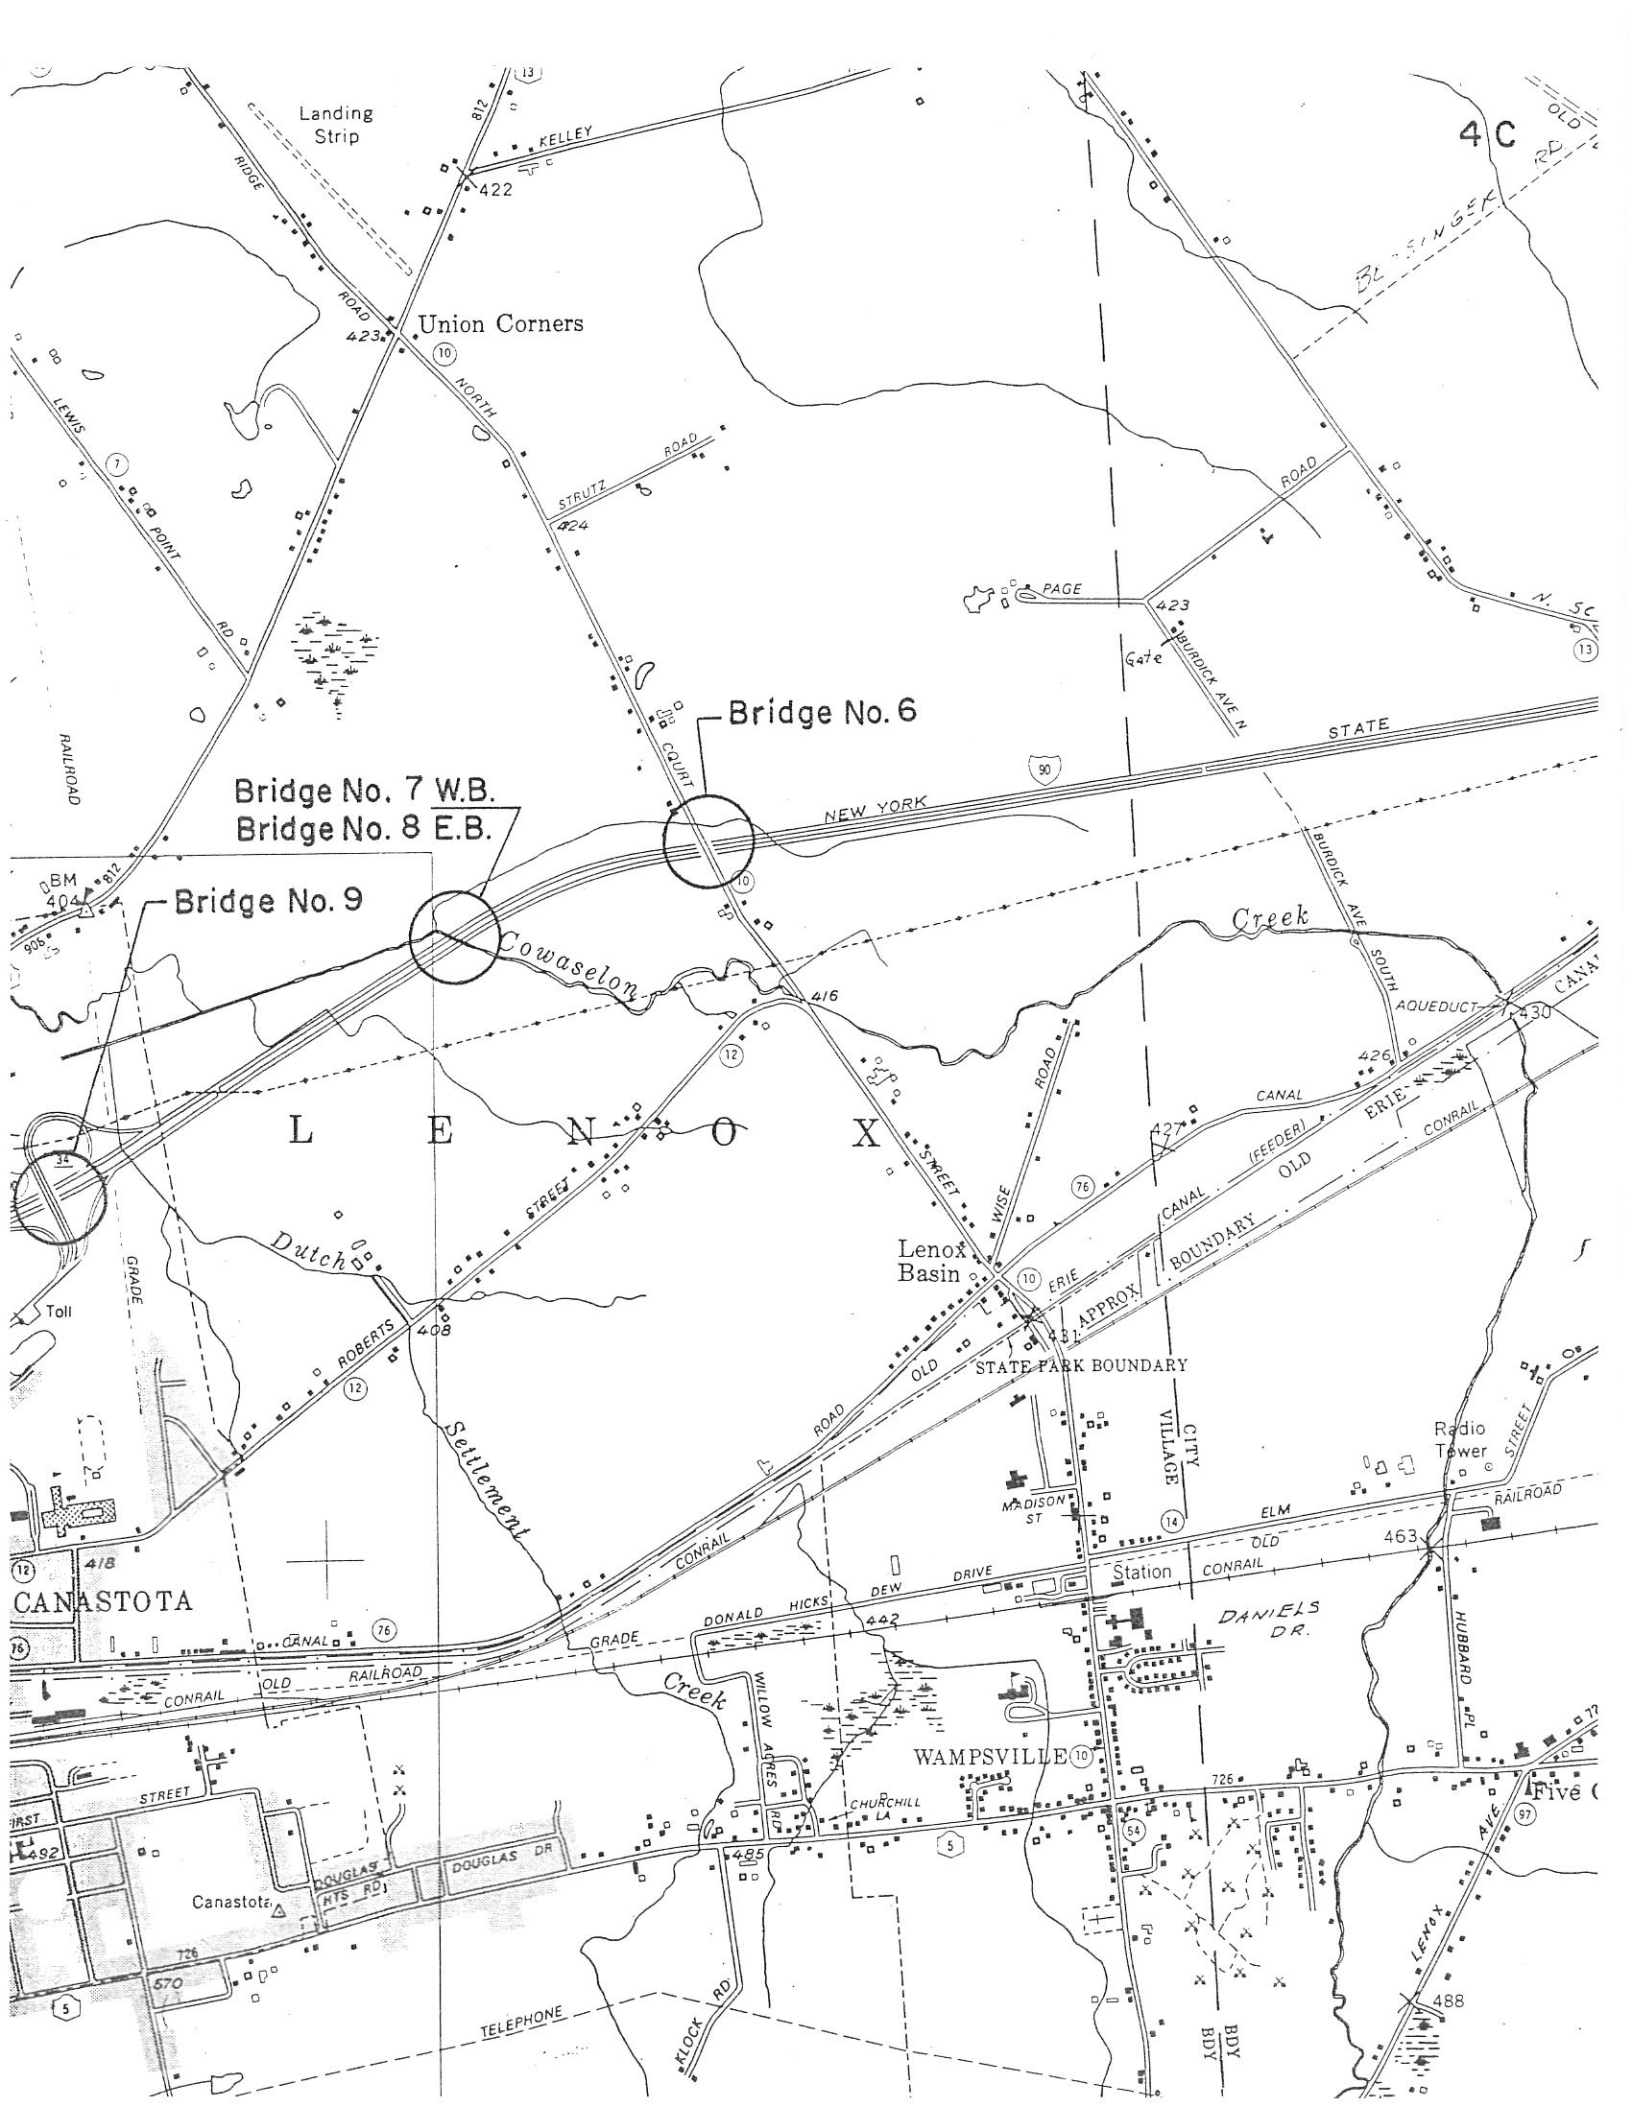 13
Landing
Strip
812
KELLEY
4 C
OLD
RD.
RIDGE
422
ROAD
423
Union Corners
10
NORTH
LEWIS
7
POINT
RD
STRUTZ ROAD
424
ROAD
PAGE
423
Gate
BURDICK AVE N
N. SC
13
RAILROAD
COURT
Bridge No. 6
90
STATE
NEW YORK
Bridge No. 7 W.B.
Bridge No. 8 E.B.
10
BM
404
812
908
Bridge No. 9
BURDICK AVE SOUTH
Cowaselon
Creek
AQUEDUCT
CANAL
430
416
12
426
ROAD
CANAL
ERIE
CONRAIL
L E N O X
427
(FEEDER)
OLD
34
STREET
STREET
WISE
76
CANAL
BOUNDARY
Dutch
Lenox
Basin
10
ERIE
APPROX
GRADE
Toll
408
ROBERTS
12
431
STATE PARK BOUNDARY
OLD
ROAD
CITY
VILLAGE
Radio
Tower
STREET
Settlement
MADISON
ST
14
ELM
RAILROAD
OLD
463
CONRAIL
Station
CONRAIL
12
418
CANASTOTA
DONALD HICKS DEW DRIVE
442
DANIELS
DR.
HUBBARD PL
76
CANAL
76
GRADE
OLD RAILROAD
CONRAIL
Creek
WILLOW ACRES RD
WAMPSVILLE
10
726
77
Five C
97
STREET
IRST
CHURCHILL
LA
54
5
492
485
DOUGLAS
HTS RD
DOUGLAS DR
Canastota
AVE
LENOX
726
570
5
TELEPHONE
KLOCK RD
488
BDY
BDY